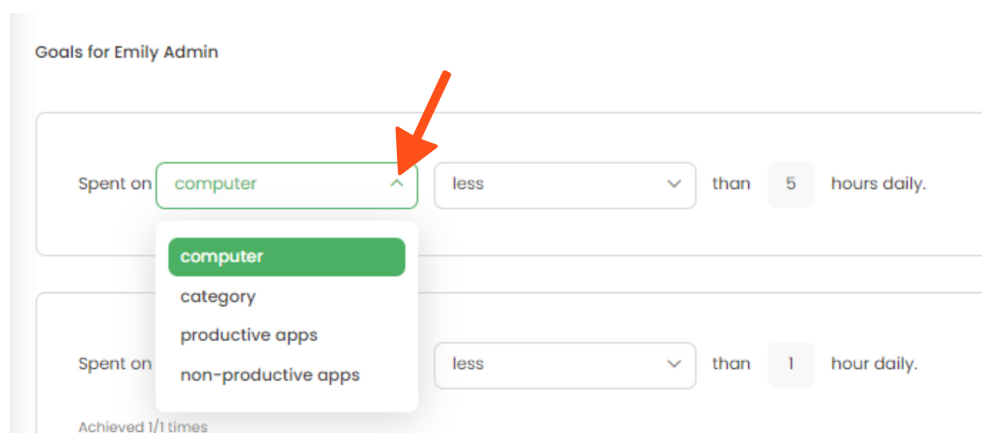 Goals for Emily Admin
Spent on computer less than 5 hours daily.
computer
category
productive apps
non-productive apps
Spent on less than 1 hour daily.
Achieved 1/1 times